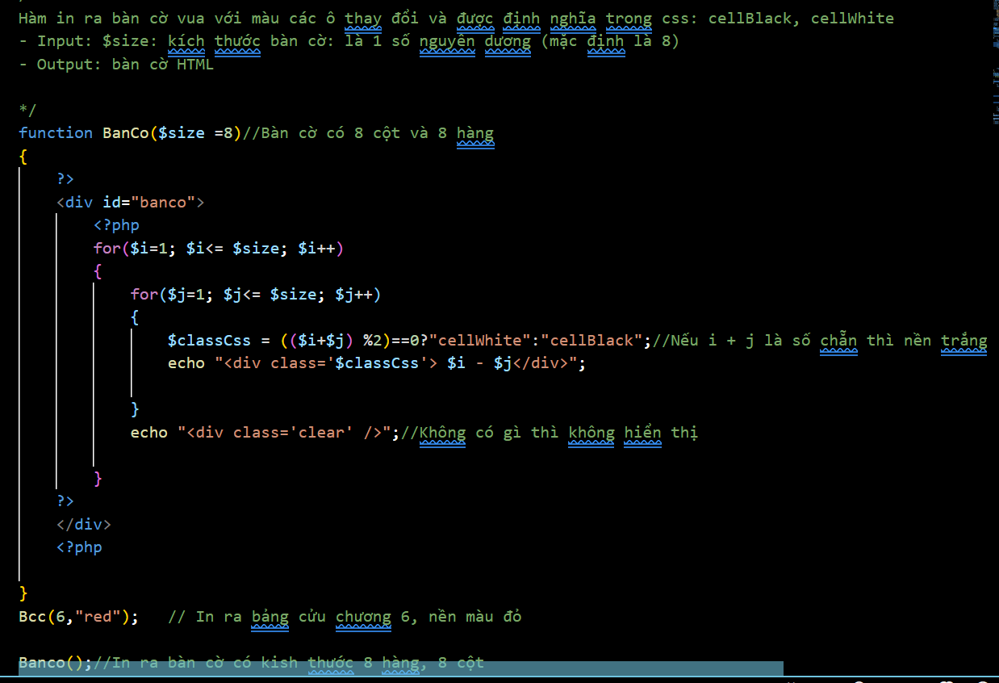 Hàm in ra bàn cờ vua với màu các ô thay đổi và được định nghĩa trong css: cellBlack, cellWhite
- Input: $size: kích thước bàn cờ: là 1 số nguyên dương (mặc định là 8)
- Output: bàn cờ HTML
*/
function BanCo($size =8)//Bàn cờ có 8 cột và 8 hàng
{
?>
<div id="banco">
<?php
for($i=1; $i<= $size; $i++)
{
for($j=1; $j<= $size; $j++)
{
$classCss = (($i+$j) %2)==0?"cellWhite":"cellBlack";//Nếu i + j là số chẵn thì nền trắng
echo "<div class='$classCss'> $i - $j</div>";
}
echo "<div class='clear' />";//Không có gì thì không hiển thị
}
?>
</div>
<?php
}
Bcc(6,"red");   // In ra bảng cửu chương 6, nền màu đỏ
Banco();//In ra bàn cờ có kish thước 8 hàng, 8 cột